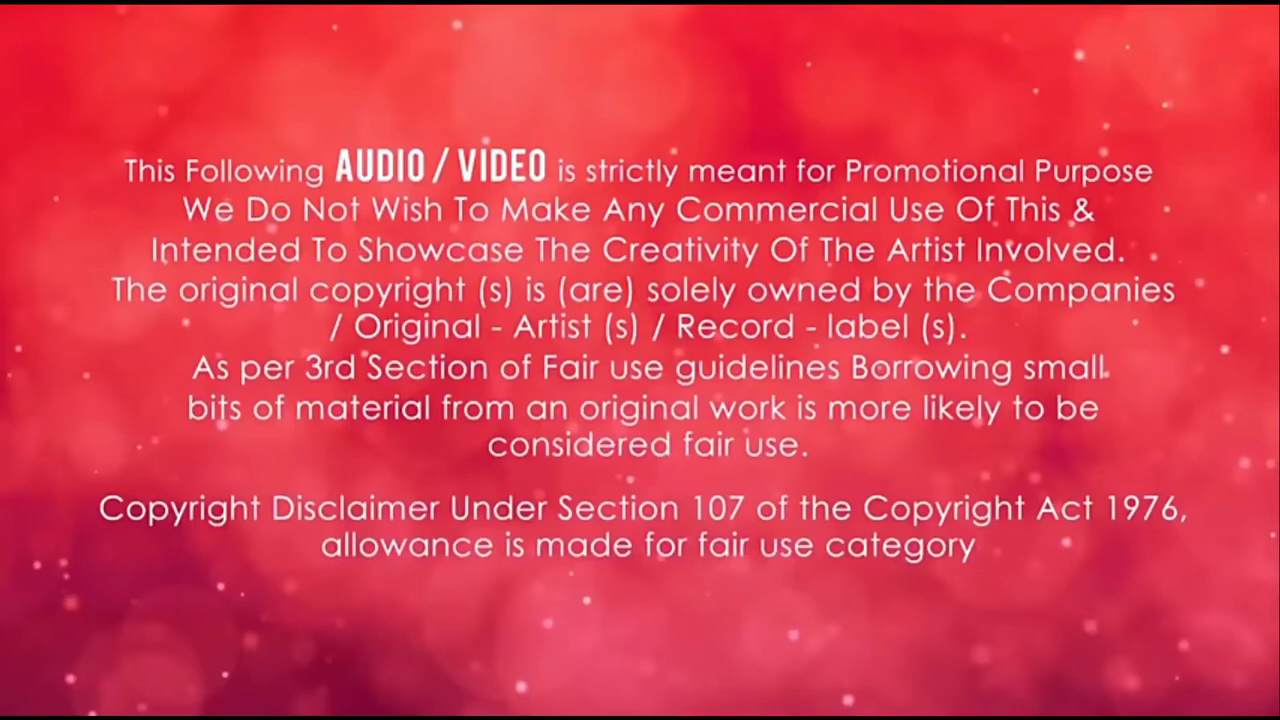 This Following AUDIO / VIDEO is strictly meant for Promotional Purpose
We Do Not Wish To Make Any Commercial Use Of This &
Intended To Showcase The Creativity Of The Artist Involved.
The original copyright (s) is (are) solely owned by the Companies
/ Original - Artist (s) / Record - label (s).
As per 3rd Section of Fair use guidelines Borrowing small
bits of material from an original work is more likely to be
considered fair use.
Copyright Disclaimer Under Section 107 of the Copyright Act 1976,
allowance is made for fair use category